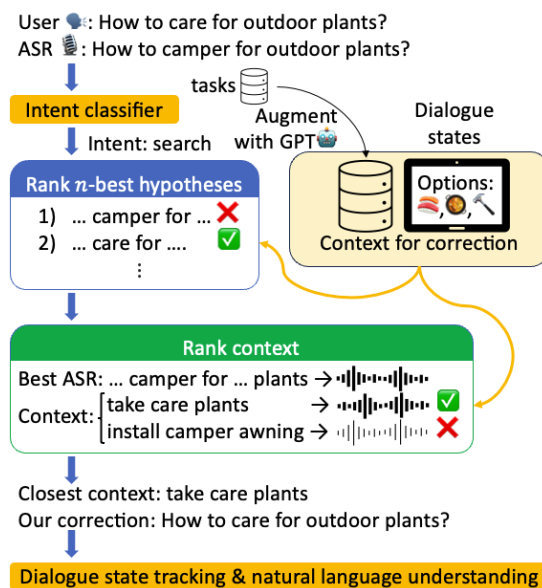 User 🗣: How to care for outdoor plants?
ASR 🎙: How to camper for outdoor plants?
tasks
Intent classifier
Augment
with GPT🤖
Dialogue
states
Intent: search
Rank n-best hypotheses
1) ... camper for ... ❌
2) ... care for .... ✅
⋮
Options:
🍣,🥘,🔨
Context for correction
Rank context
Best ASR: ... camper for ... plants →
Context:
take care plants → ✅
install camper awning → ❌
Closest context: take care plants
Our correction: How to care for outdoor plants?
Dialogue state tracking & natural language understanding